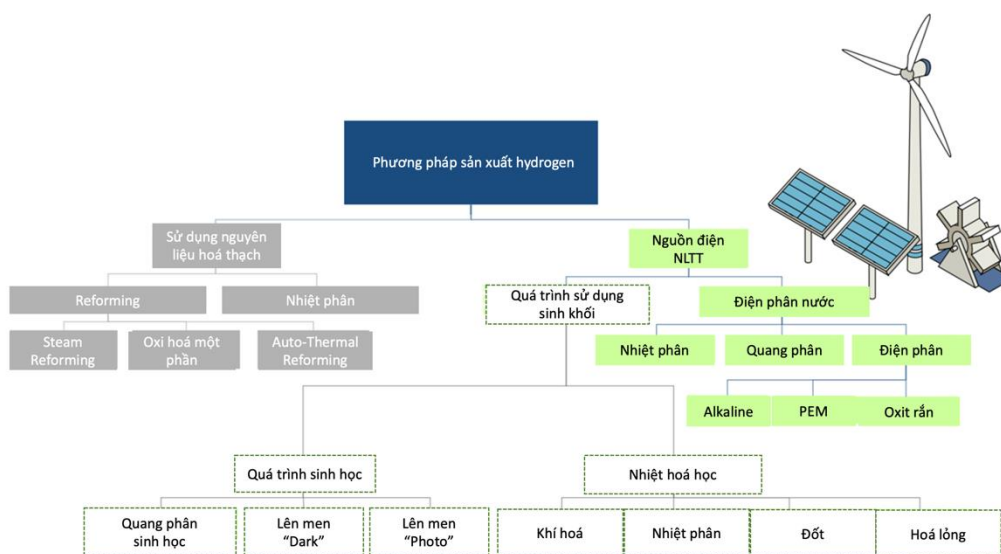 Phương pháp sản xuất hydrogen
Sử dụng nguyên
liệu hoá thạch
Nguồn điện
NLTT
Reforming
Nhiệt phân
Quá trình sử dụng
sinh khối
Điện phân nước
Steam
Reforming
Oxi hoá một
phần
Auto-Thermal
Reforming
Nhiệt phân
Quang phân
Điện phân
Alkaline
PEM
Oxit rắn
Quá trình sinh học
Nhiệt hoá học
Quang phân
sinh học
Lên men
“Dark”
Lên men
“Photo”
Khí hoá
Nhiệt phân
Đốt
Hoá lỏng